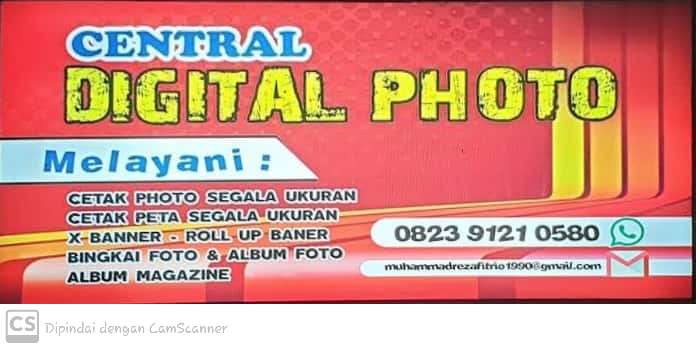 CENTRAL
DIGITAL PHOTO
Melayani :
CETAK PHOTO SEGALA UKURAN
CETAK PETA SEGALA UKURAN
X BANNER - ROLL UP BANER
BINGKAI FOTO & ALBUM FOTO
ALBUM MAGAZINE
0823 9121 0580
muhammadrezafitrio1990@gmail.com
CS Dipindai dengan CamScanner